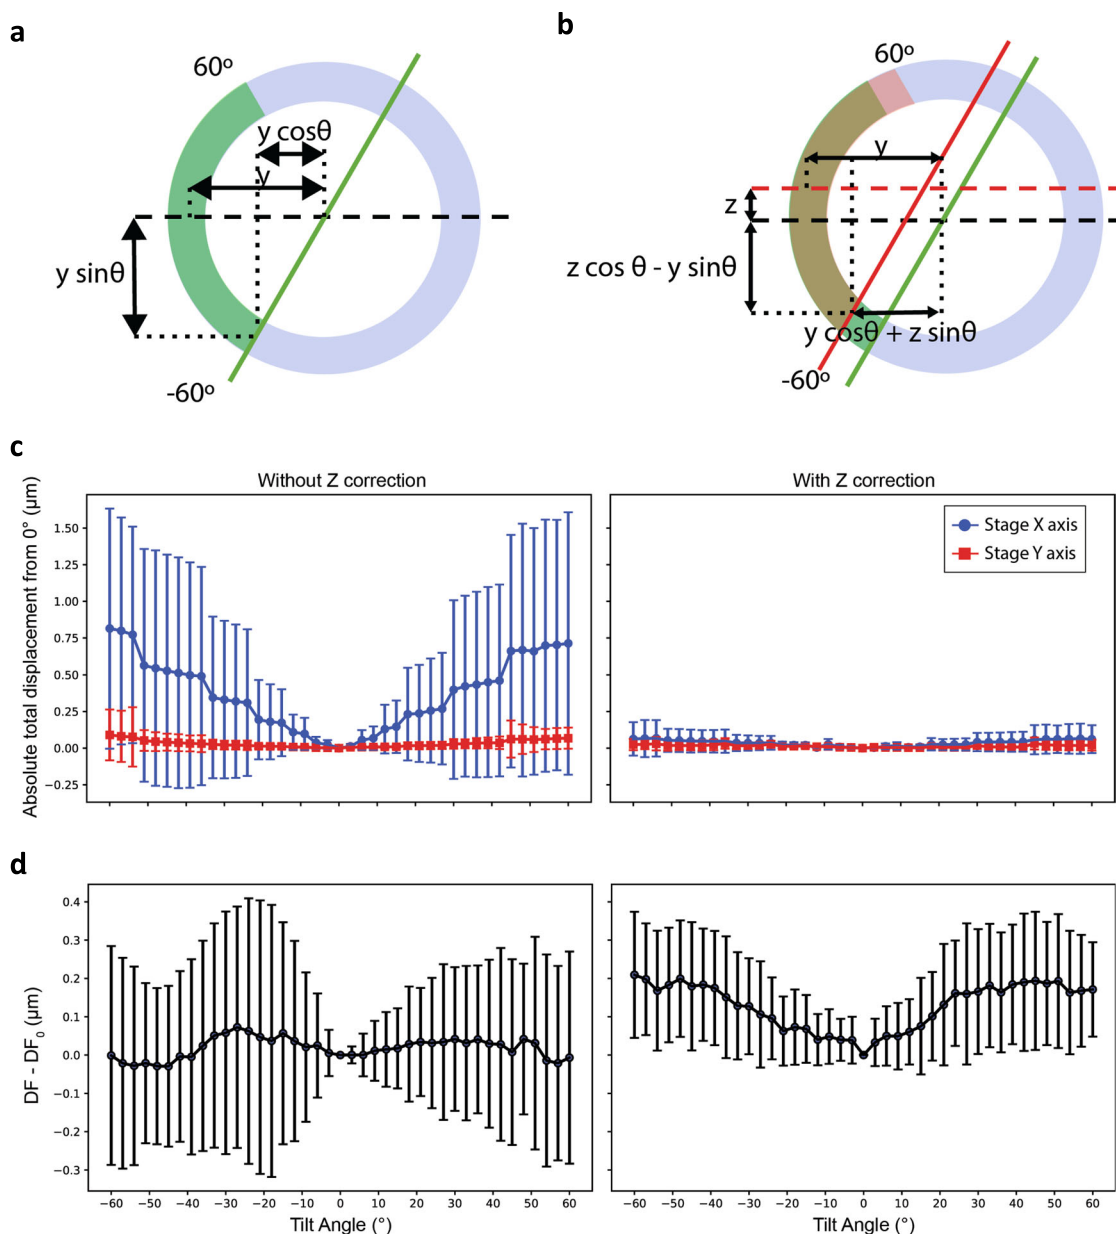 a
60º
y cosθ
y
y sinθ
-60º
b
60º
y
z
z cos θ - y sinθ
y cosθ + z sinθ
-60º
c
Without Z correction
With Z correction
Absolute total displacement from 0° (μm)
1.50
1.25
1.00
0.75
0.50
0.25
0.00
−0.25
Stage X axis
Stage Y axis
d
DF - DF0 (μm)
0.4
0.3
0.2
0.1
0.0
−0.1
−0.2
−0.3
−60 −50 −40 −30 −20 −10 0 10 20 30 40 50 60
Tilt Angle (°)
−60 −50 −40 −30 −20 −10 0 10 20 30 40 50 60
Tilt Angle (°)